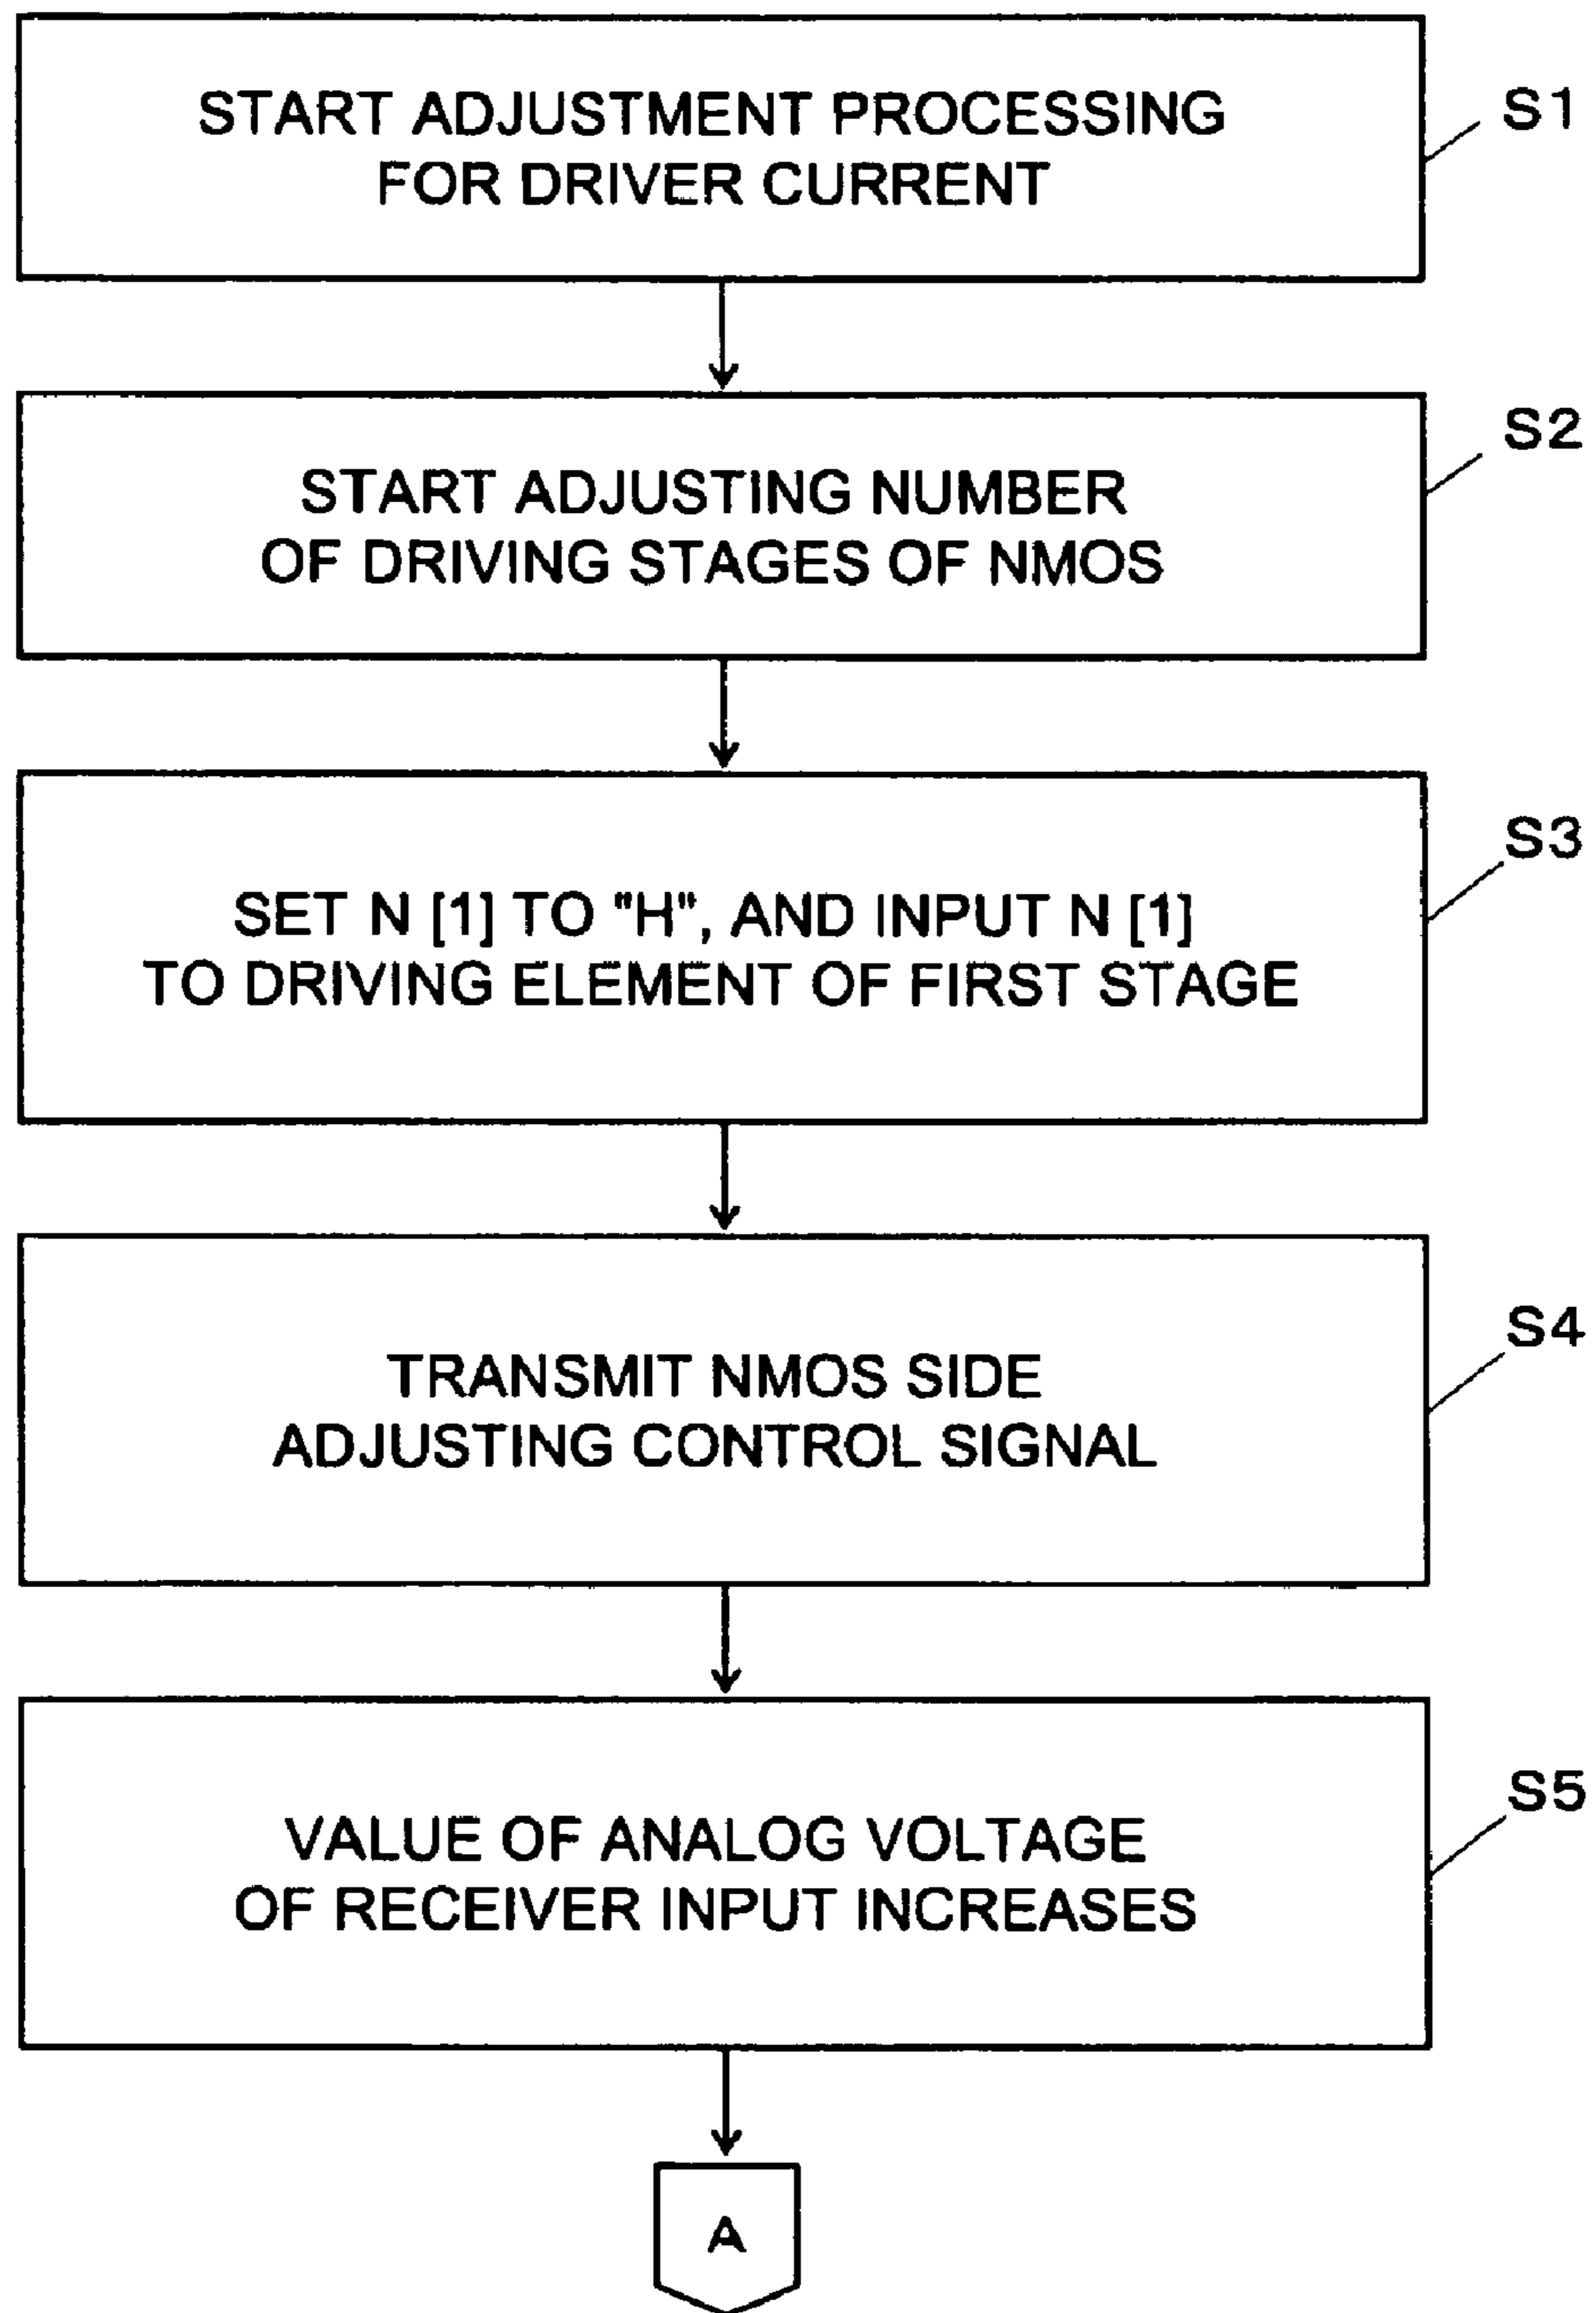 START ADJUSTMENT PROCESSING
FOR DRIVER CURRENT
S1
START ADJUSTING NUMBER
OF DRIVING STAGES OF NMOS
S2
SET N [1] TO "H", AND INPUT N [1]
TO DRIVING ELEMENT OF FIRST STAGE
S3
TRANSMIT NMOS SIDE
ADJUSTING CONTROL SIGNAL
S4
VALUE OF ANALOG VOLTAGE
OF RECEIVER INPUT INCREASES
S5
A